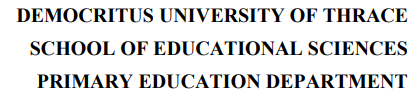 DEMOCRITUS UNIVERSITY OF THRACE
SCHOOL OF EDUCATIONAL SCIENCES
PRIMARY EDUCATION DEPARTMENT